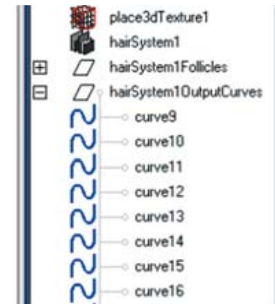 place3dTexture1
hairSystem1
hairSystem1Follicles
hairSystem1OutputCurves
curve9
curve10
curve11
curve12
curve13
curve14
curve15
curve16